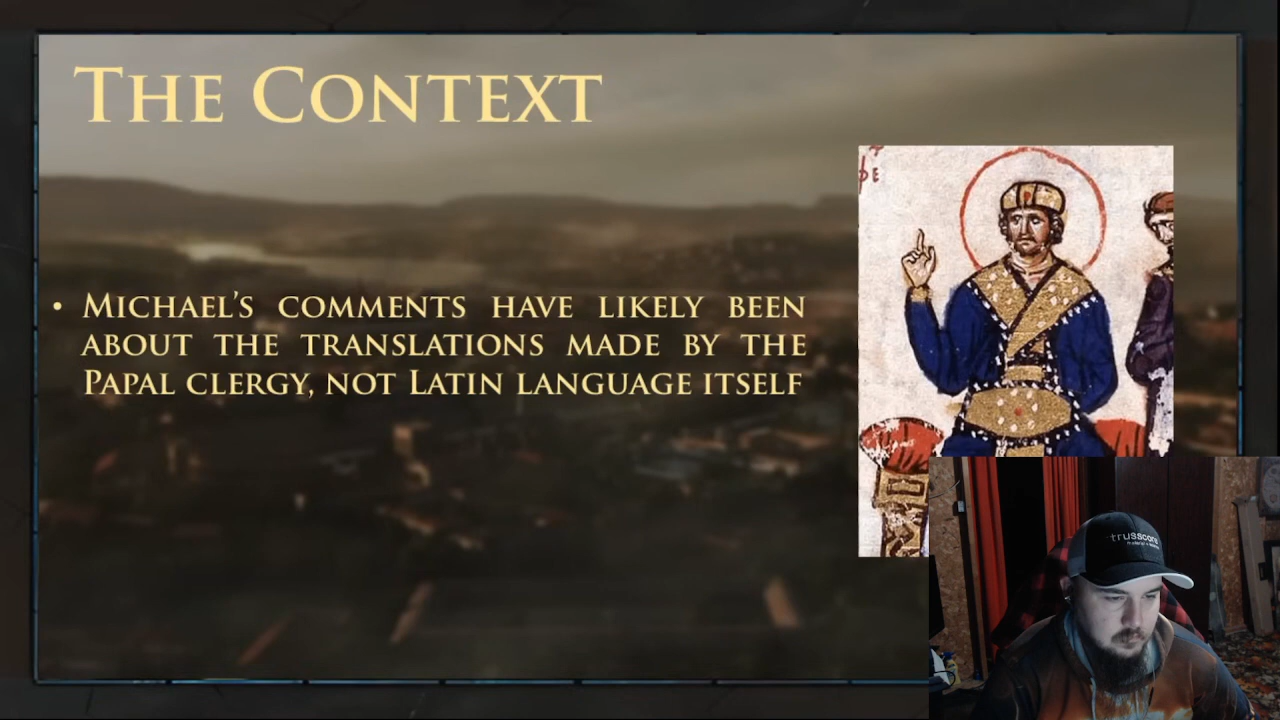 The Context
• Michael's comments have likely been
about the translations made by the
Papal clergy, not Latin language itself
trusscore